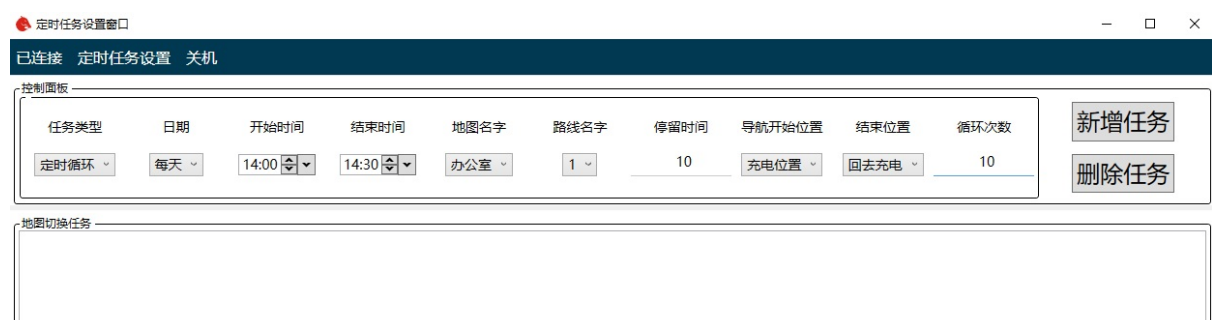 定时任务设置窗口
已连接 定时任务设置 关机
控制面板
任务类型 日期 开始时间 结束时间 地图名字 路线名字 停留时间 导航开始位置 结束位置 循环次数
定时循环 每天 14:00 14:30 办公室 1 10 充电位置 回去充电 10
新增任务
删除任务
地图切换任务